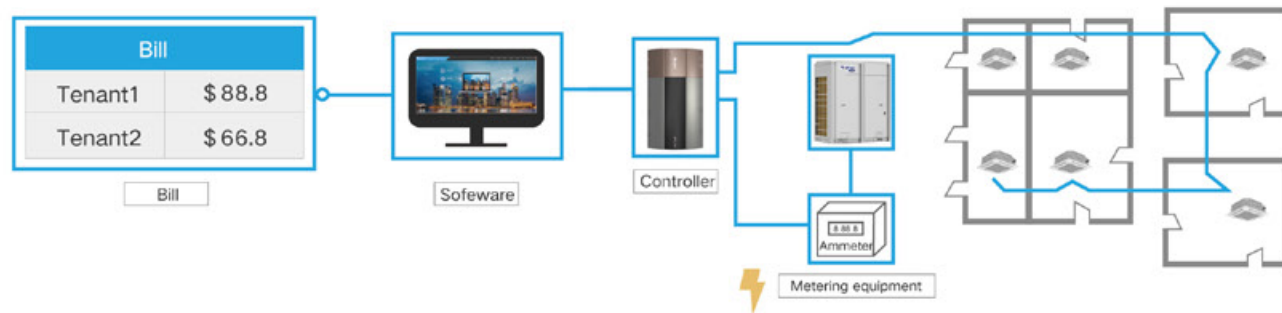 Bill
Tenant1 $ 88.8
Tenant2 $ 66.8
Bill
Sofeware
Controller
8 88.8
Ammeter
Metering equipment